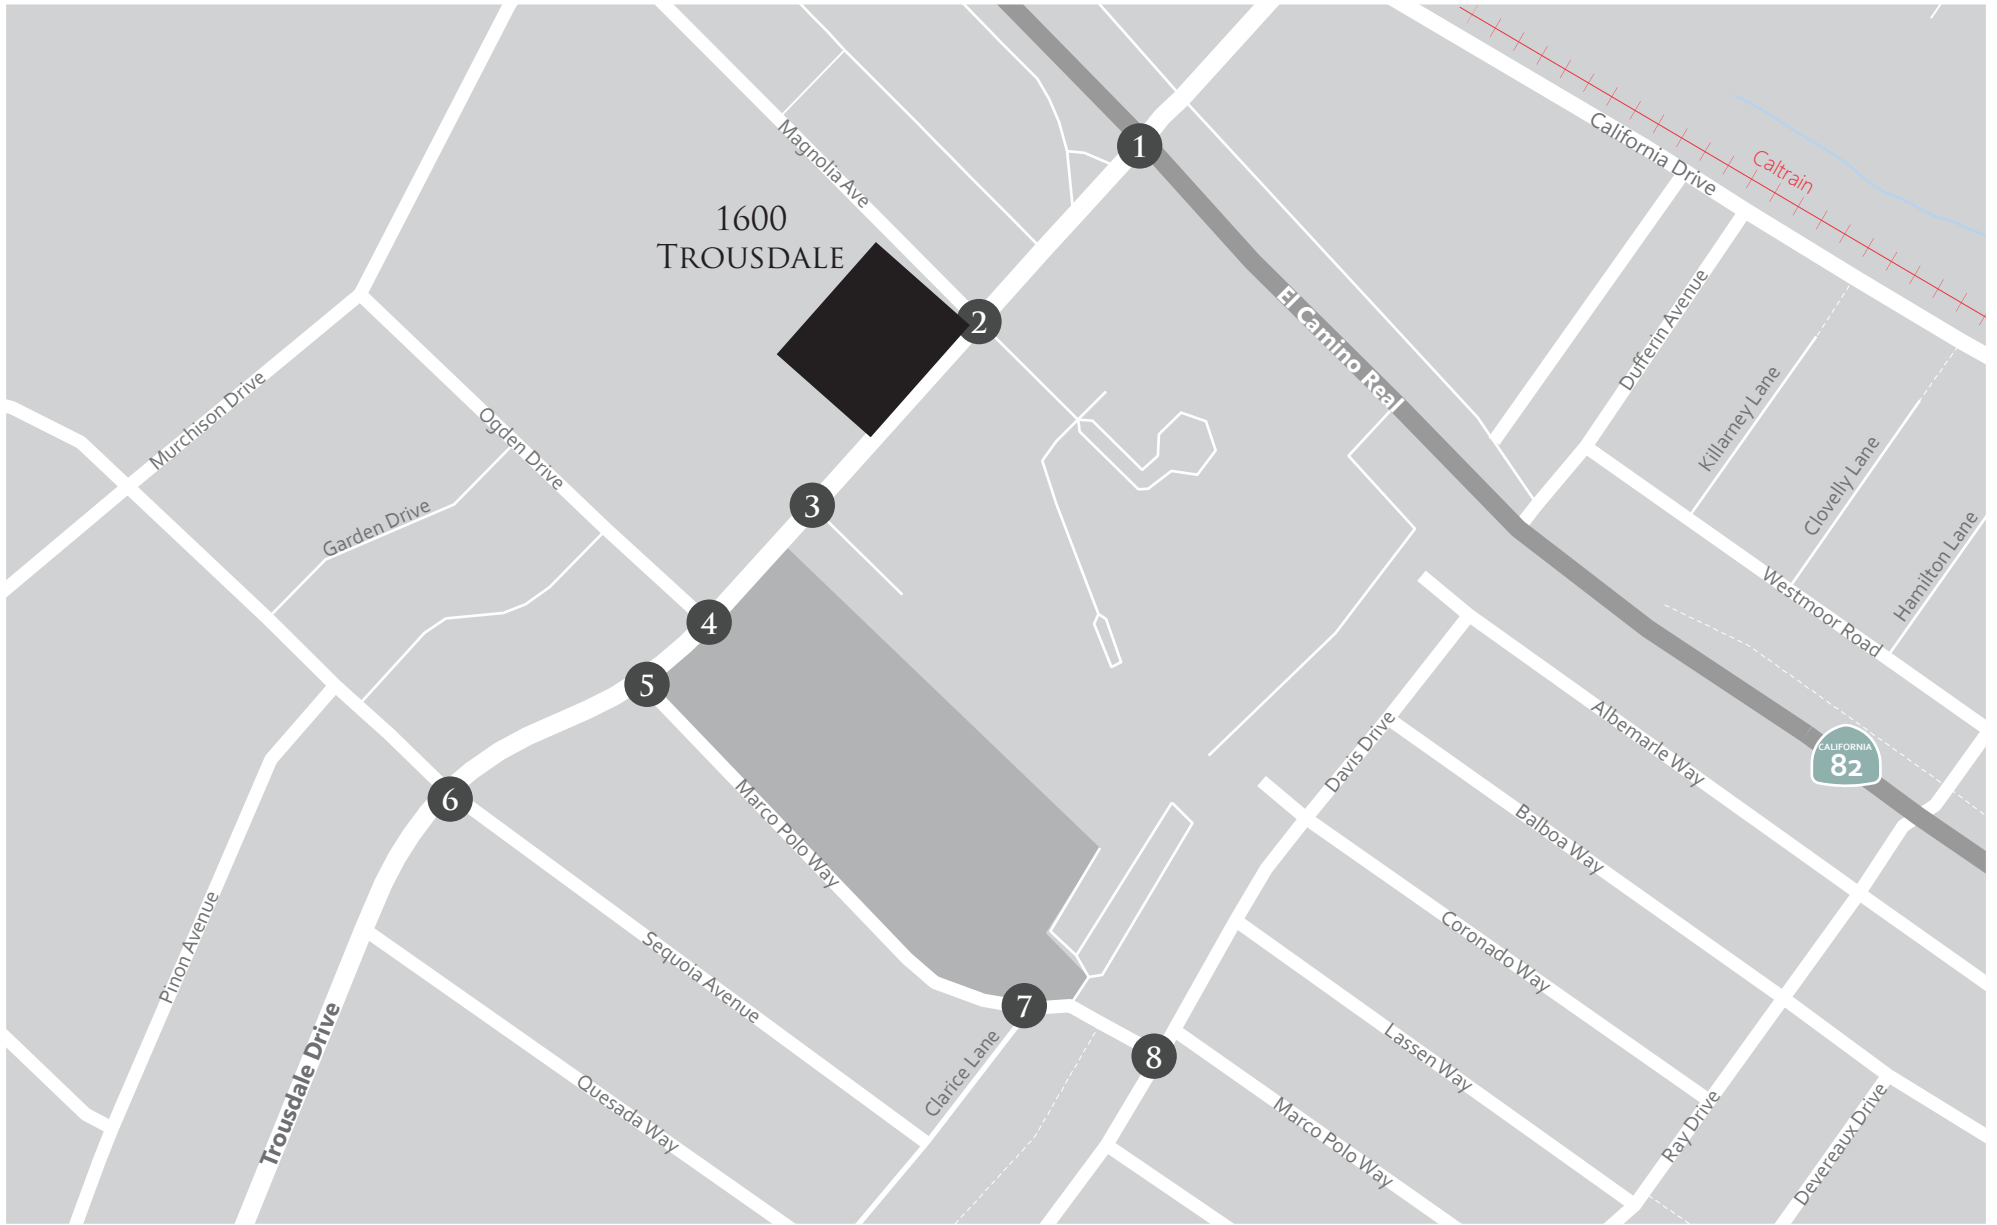 California Drive
Caltrain
Magnolia Ave
1
1600
TROUSDALE
2
El Camino Real
Dufferin Avenue
Killarney Lane
Clovelly Lane
Hamilton Lane
Murchison Drive
Ogden Drive
Garden Drive
3
Westmoor Road
4
5
Albemarle Way
Davis Drive
CALIFORNIA
82
6
Marco Polo Way
Balboa Way
Pinon Avenue
Sequoia Avenue
Coronado Way
7
8
Trousdale Drive
Clarice Lane
Lassen Way
Quesada Way
Marco Polo Way
Ray Drive
Devereaux Drive